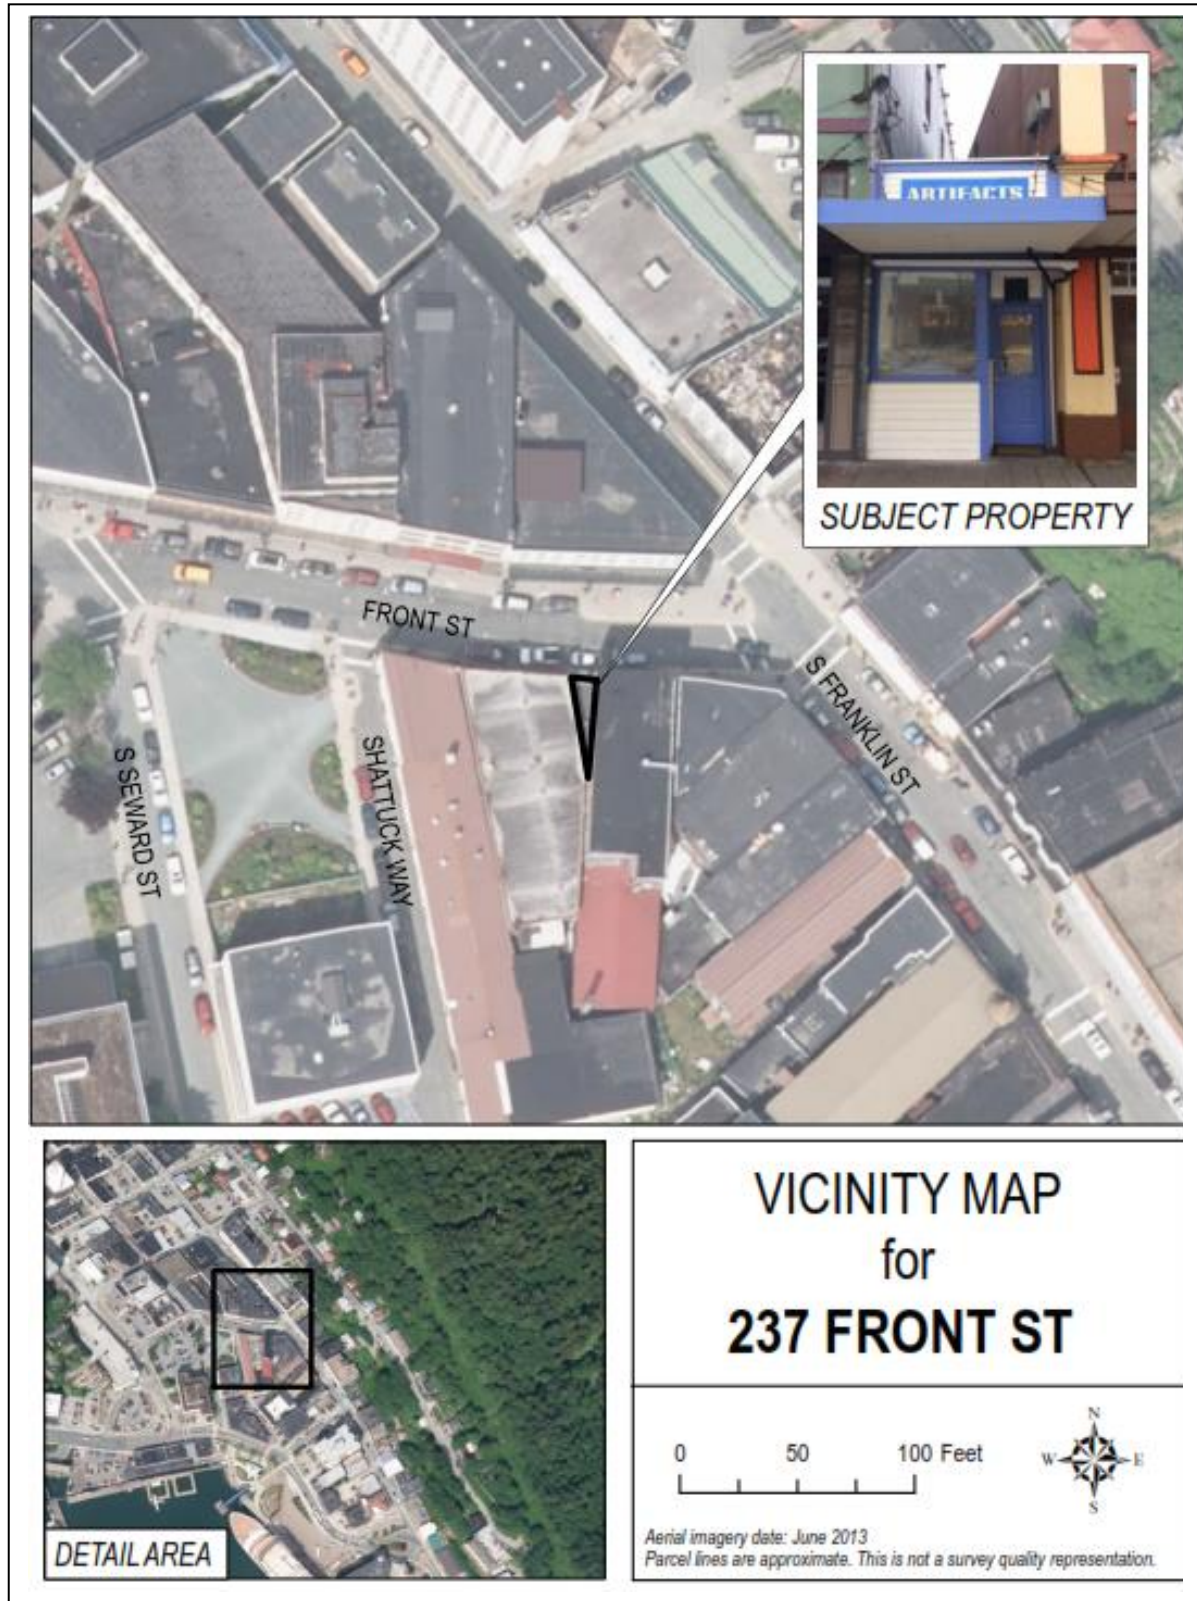 ARTIFACTS
SUBJECT PROPERTY
FRONT ST
S FRANKLIN ST
SHATTUCK WAY
S SEWARD ST
DETAIL AREA
VICINITY MAP
for
237 FRONT ST
0 50 100 Feet
N
W E
S
Aerial imagery date: June 2013
Parcel lines are approximate. This is not a survey quality representation.